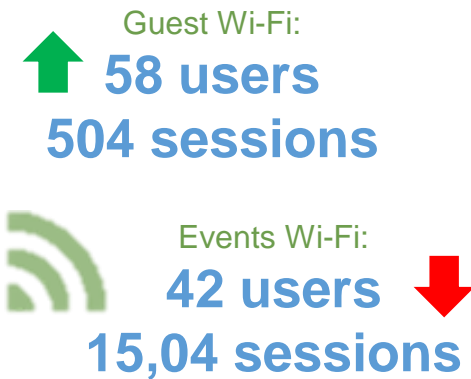 Guest Wi-Fi:
58 users
504 sessions
Events Wi-Fi:
42 users
15,04 sessions